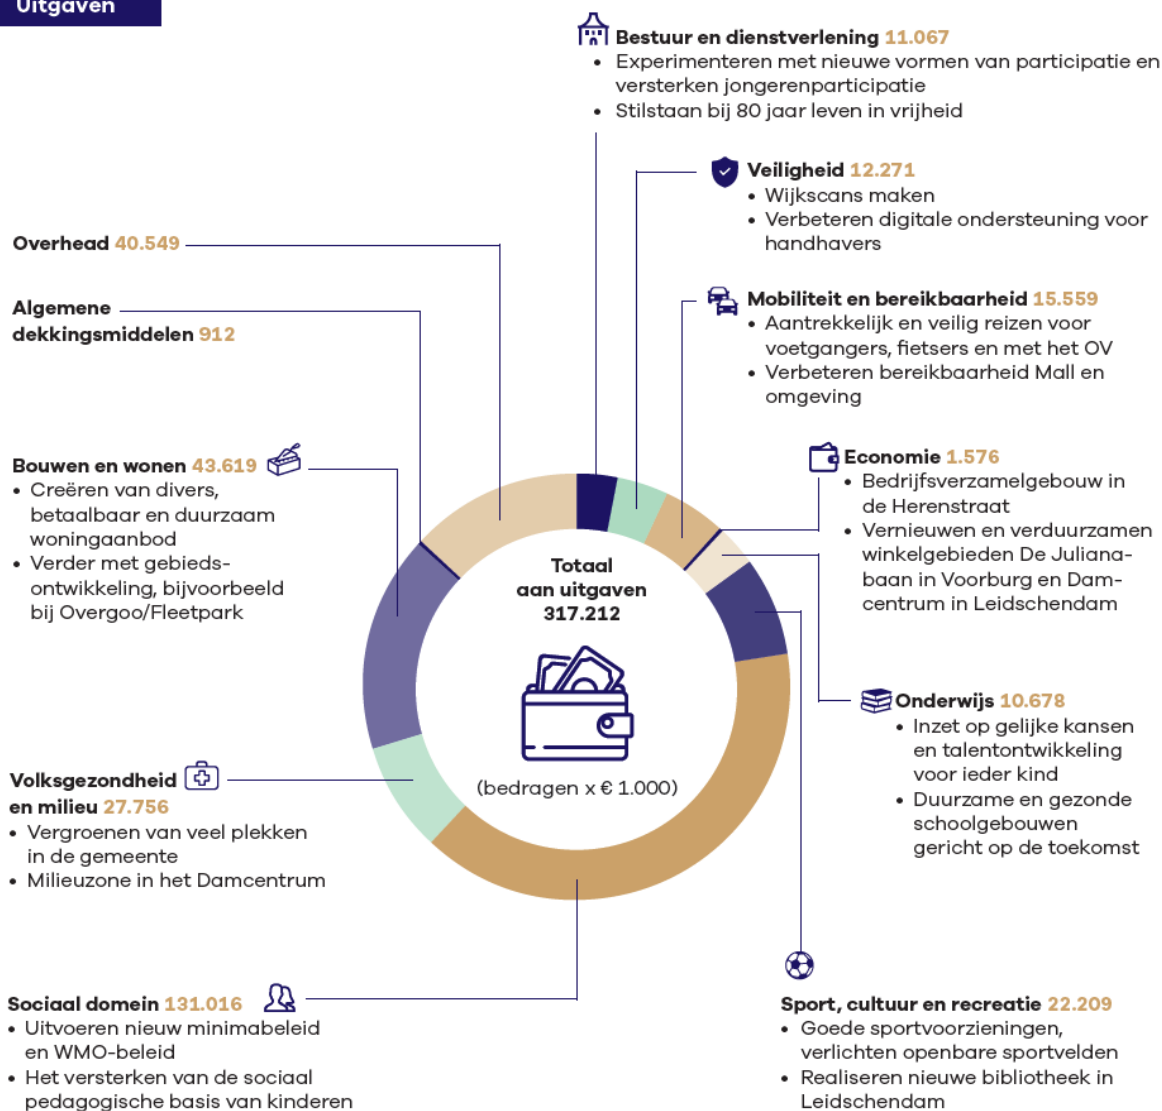 Uitgaven
Bestuur en dienstverlening 11.067
• Experimenteren met nieuwe vormen van participatie en
versterken jongerenparticipatie
• Stilstaan bij 80 jaar leven in vrijheid
Veiligheid 12.271
• Wijkscans maken
• Verbeteren digitale ondersteuning voor
handhavers
Mobiliteit en bereikbaarheid 15.559
• Aantrekkelijk en veilig reizen voor
voetgangers, fietsers en met het OV
• Verbeteren bereikbaarheid Mall en
omgeving
Economie 1.576
• Bedrijfsverzamelgebouw in
de Herenstraat
• Vernieuwen en verduurzamen
winkelgebieden De Juliana-
baan in Voorburg en Dam-
centrum in Leidschendam
Onderwijs 10.678
• Inzet op gelijke kansen
en talentontwikkeling
voor ieder kind
• Duurzame en gezonde
schoolgebouwen
gericht op de toekomst
Sport, cultuur en recreatie 22.209
• Goede sportvoorzieningen,
verlichten openbare sportvelden
• Realiseren nieuwe bibliotheek in
Leidschendam
Sociaal domein 131.016
• Uitvoeren nieuw minimabeleid
en WMO-beleid
• Het versterken van de sociaal
pedagogische basis van kinderen
Volksgezondheid
en milieu 27.756
• Vergroenen van veel plekken
in de gemeente
• Milieuzone in het Damcentrum
Bouwen en wonen 43.619
• Creëren van divers,
betaalbaar en duurzaam
woningaanbod
• Verder met gebieds-
ontwikkeling, bijvoorbeeld
bij Overgoo/Fleetpark
Algemene
dekkingsmiddelen 912
Overhead 40.549
Totaal
aan uitgaven
317.212
(bedragen x € 1.000)